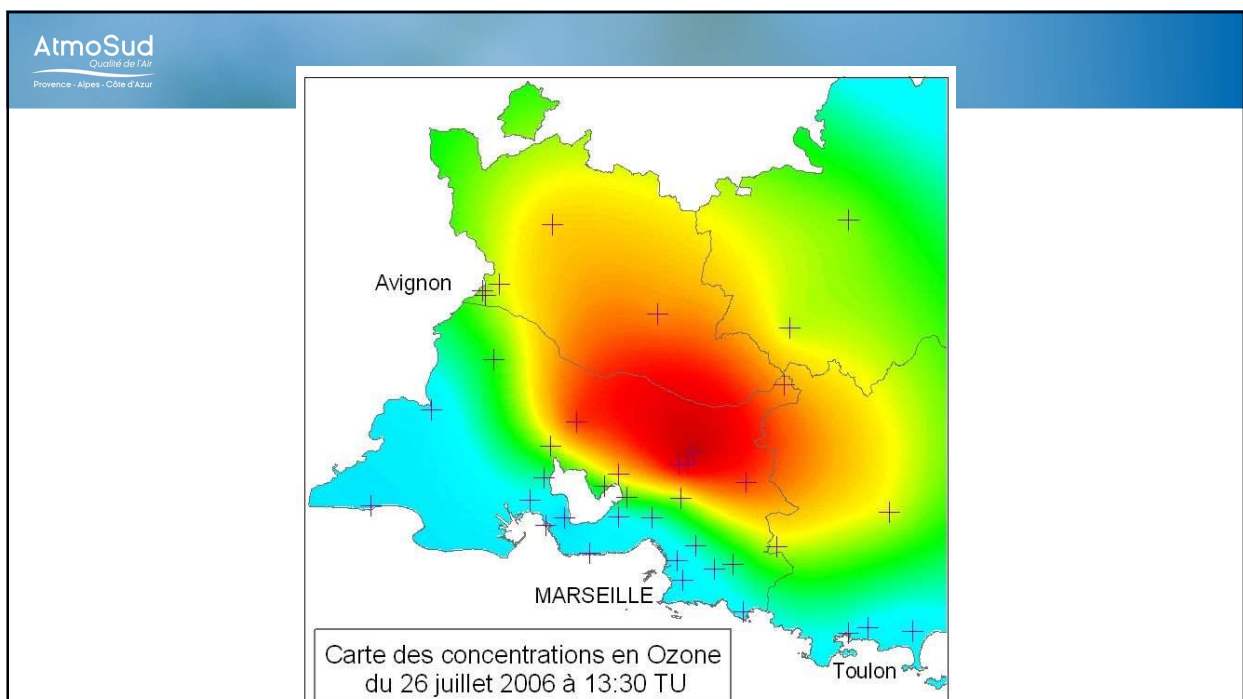 AtmoSud
Qualité de l'Air
Provence - Alpes - Côte d'Azur
Avignon
MARSEILLE
Toulon
Carte des concentrations en Ozone
du 26 juillet 2006 à 13:30 TU